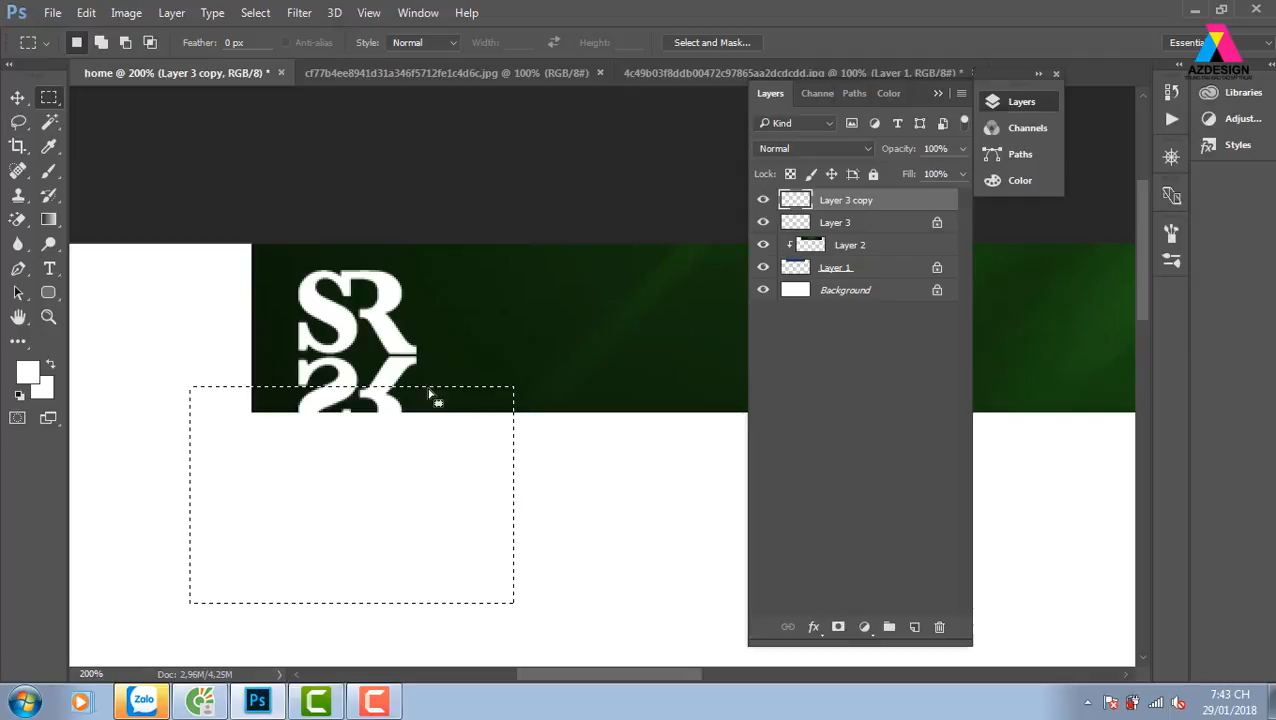 Ps File Edit Image Layer Type Select Filter 3D View Window Help
Feather: 0 px Anti-alias Style: Normal Width: Height: Select and Mask... Essentia
AZDESIGN
home @ 200% (Layer 3 copy, RGB/8) * × cf77b4ee8941d31a346f5712fe1c4d6c.jpg 100% (RGB/8#) × 4c49b03f8ddb00472c97865aa2dcdcdd.jpg @ 100% (Layer 1, RGB/8#) *
Layers Channe Paths Color
Layers
Channels
Paths
Color
Libraries
Adjust...
Styles
Kind
Normal Opacity: 100%
Lock: Fill: 100%
Layer 3 copy
Layer 3
Layer 2
Layer 1
Background
SR
200% Doc: 2,96M/4,25M
fx
Zalo Ps C C
7:43 CH
29/01/2018